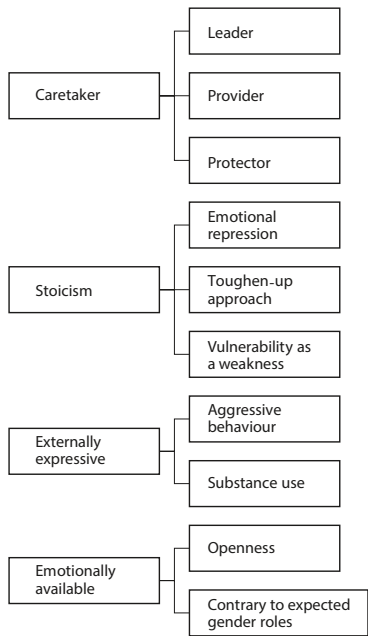 Caretaker
Leader
Provider
Protector
Stoicism
Emotional
repression
Toughen-up
approach
Vulnerability as
a weakness
Externally
expressive
Aggressive
behaviour
Substance use
Emotionally
available
Openness
Contrary to expected
gender roles